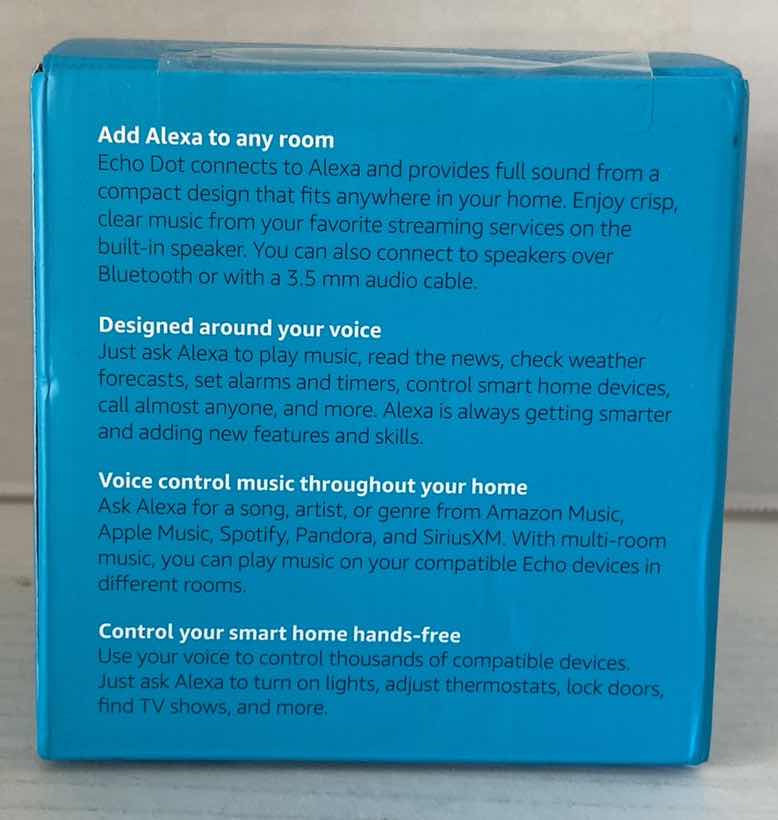 Add Alexa to any room
Echo Dot connects to Alexa and provides full sound from a
compact design that fits anywhere in your home. Enjoy crisp,
clear music from your favorite streaming services on the
built-in speaker. You can also connect to speakers over
Bluetooth or with a 3.5 mm audio cable.
Designed around your voice
Just ask Alexa to play music, read the news, check weather
forecasts, set alarms and timers, control smart home devices,
call almost anyone, and more. Alexa is always getting smarter
and adding new features and skills.
Voice control music throughout your home
Ask Alexa for a song, artist, or genre from Amazon Music,
Apple Music, Spotify, Pandora, and SiriusXM. With multi-room
music, you can play music on your compatible Echo devices in
different rooms.
Control your smart home hands-free
Use your voice to control thousands of compatible devices.
Just ask Alexa to turn on lights, adjust thermostats, lock doors,
find TV shows, and more.